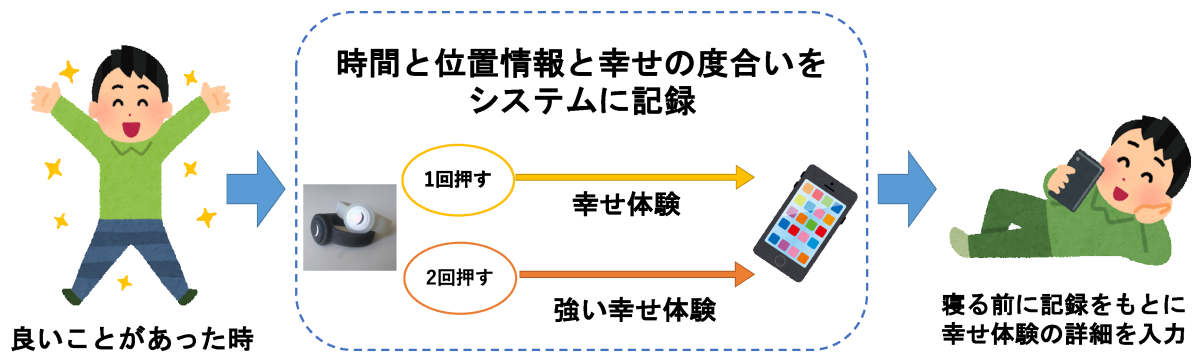 時間と位置情報と幸せの度合いを
システムに記録
1回押す
幸せ体験
2回押す
強い幸せ体験
良いことがあった時
寝る前に記録をもとに
幸せ体験の詳細を入力